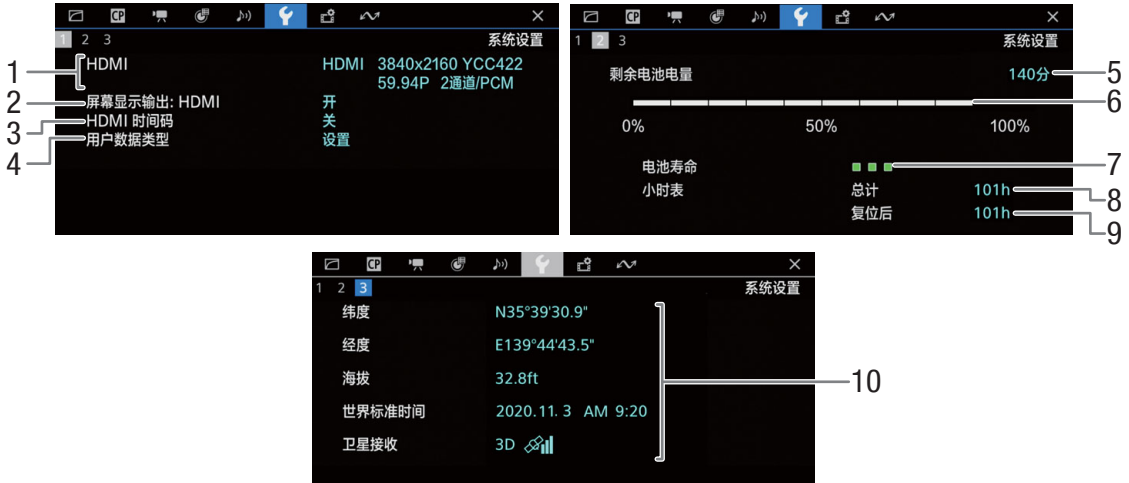 CP
1 2 3
系统设置
HDMI HDMI 3840x2160 YCC422
59.94P 2通道/PCM
屏幕显示输出: HDMI 开
HDMI 时间码 关
用户数据类型 设置
1
2
3
4
CP
1 2 3
系统设置
剩余电池电量 140分
0% 50% 100%
电池寿命
小时表 总计 101h
复位后 101h
5
6
7
8
9
CP
1 2 3
系统设置
纬度 N35°39'30.9"
经度 E139°44'43.5"
海拔 32.8ft
世界标准时间 2020.11. 3 AM 9:20
卫星接收 3D
10